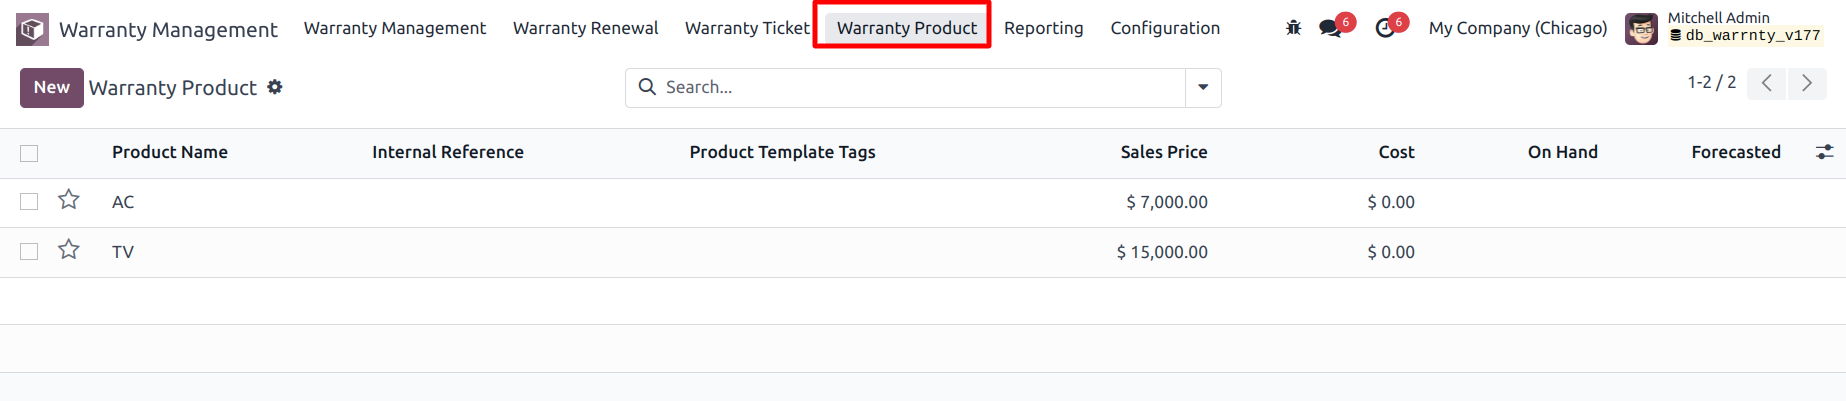 Warranty Management Warranty Management Warranty Renewal Warranty Ticket Warranty Product Reporting Configuration 6 6 My Company (Chicago) Mitchell Admin
db_warrnty_v177
New Warranty Product Search... 1-2 / 2
Product Name Internal Reference Product Template Tags Sales Price Cost On Hand Forecasted
AC $ 7,000.00 $ 0.00
TV $ 15,000.00 $ 0.00